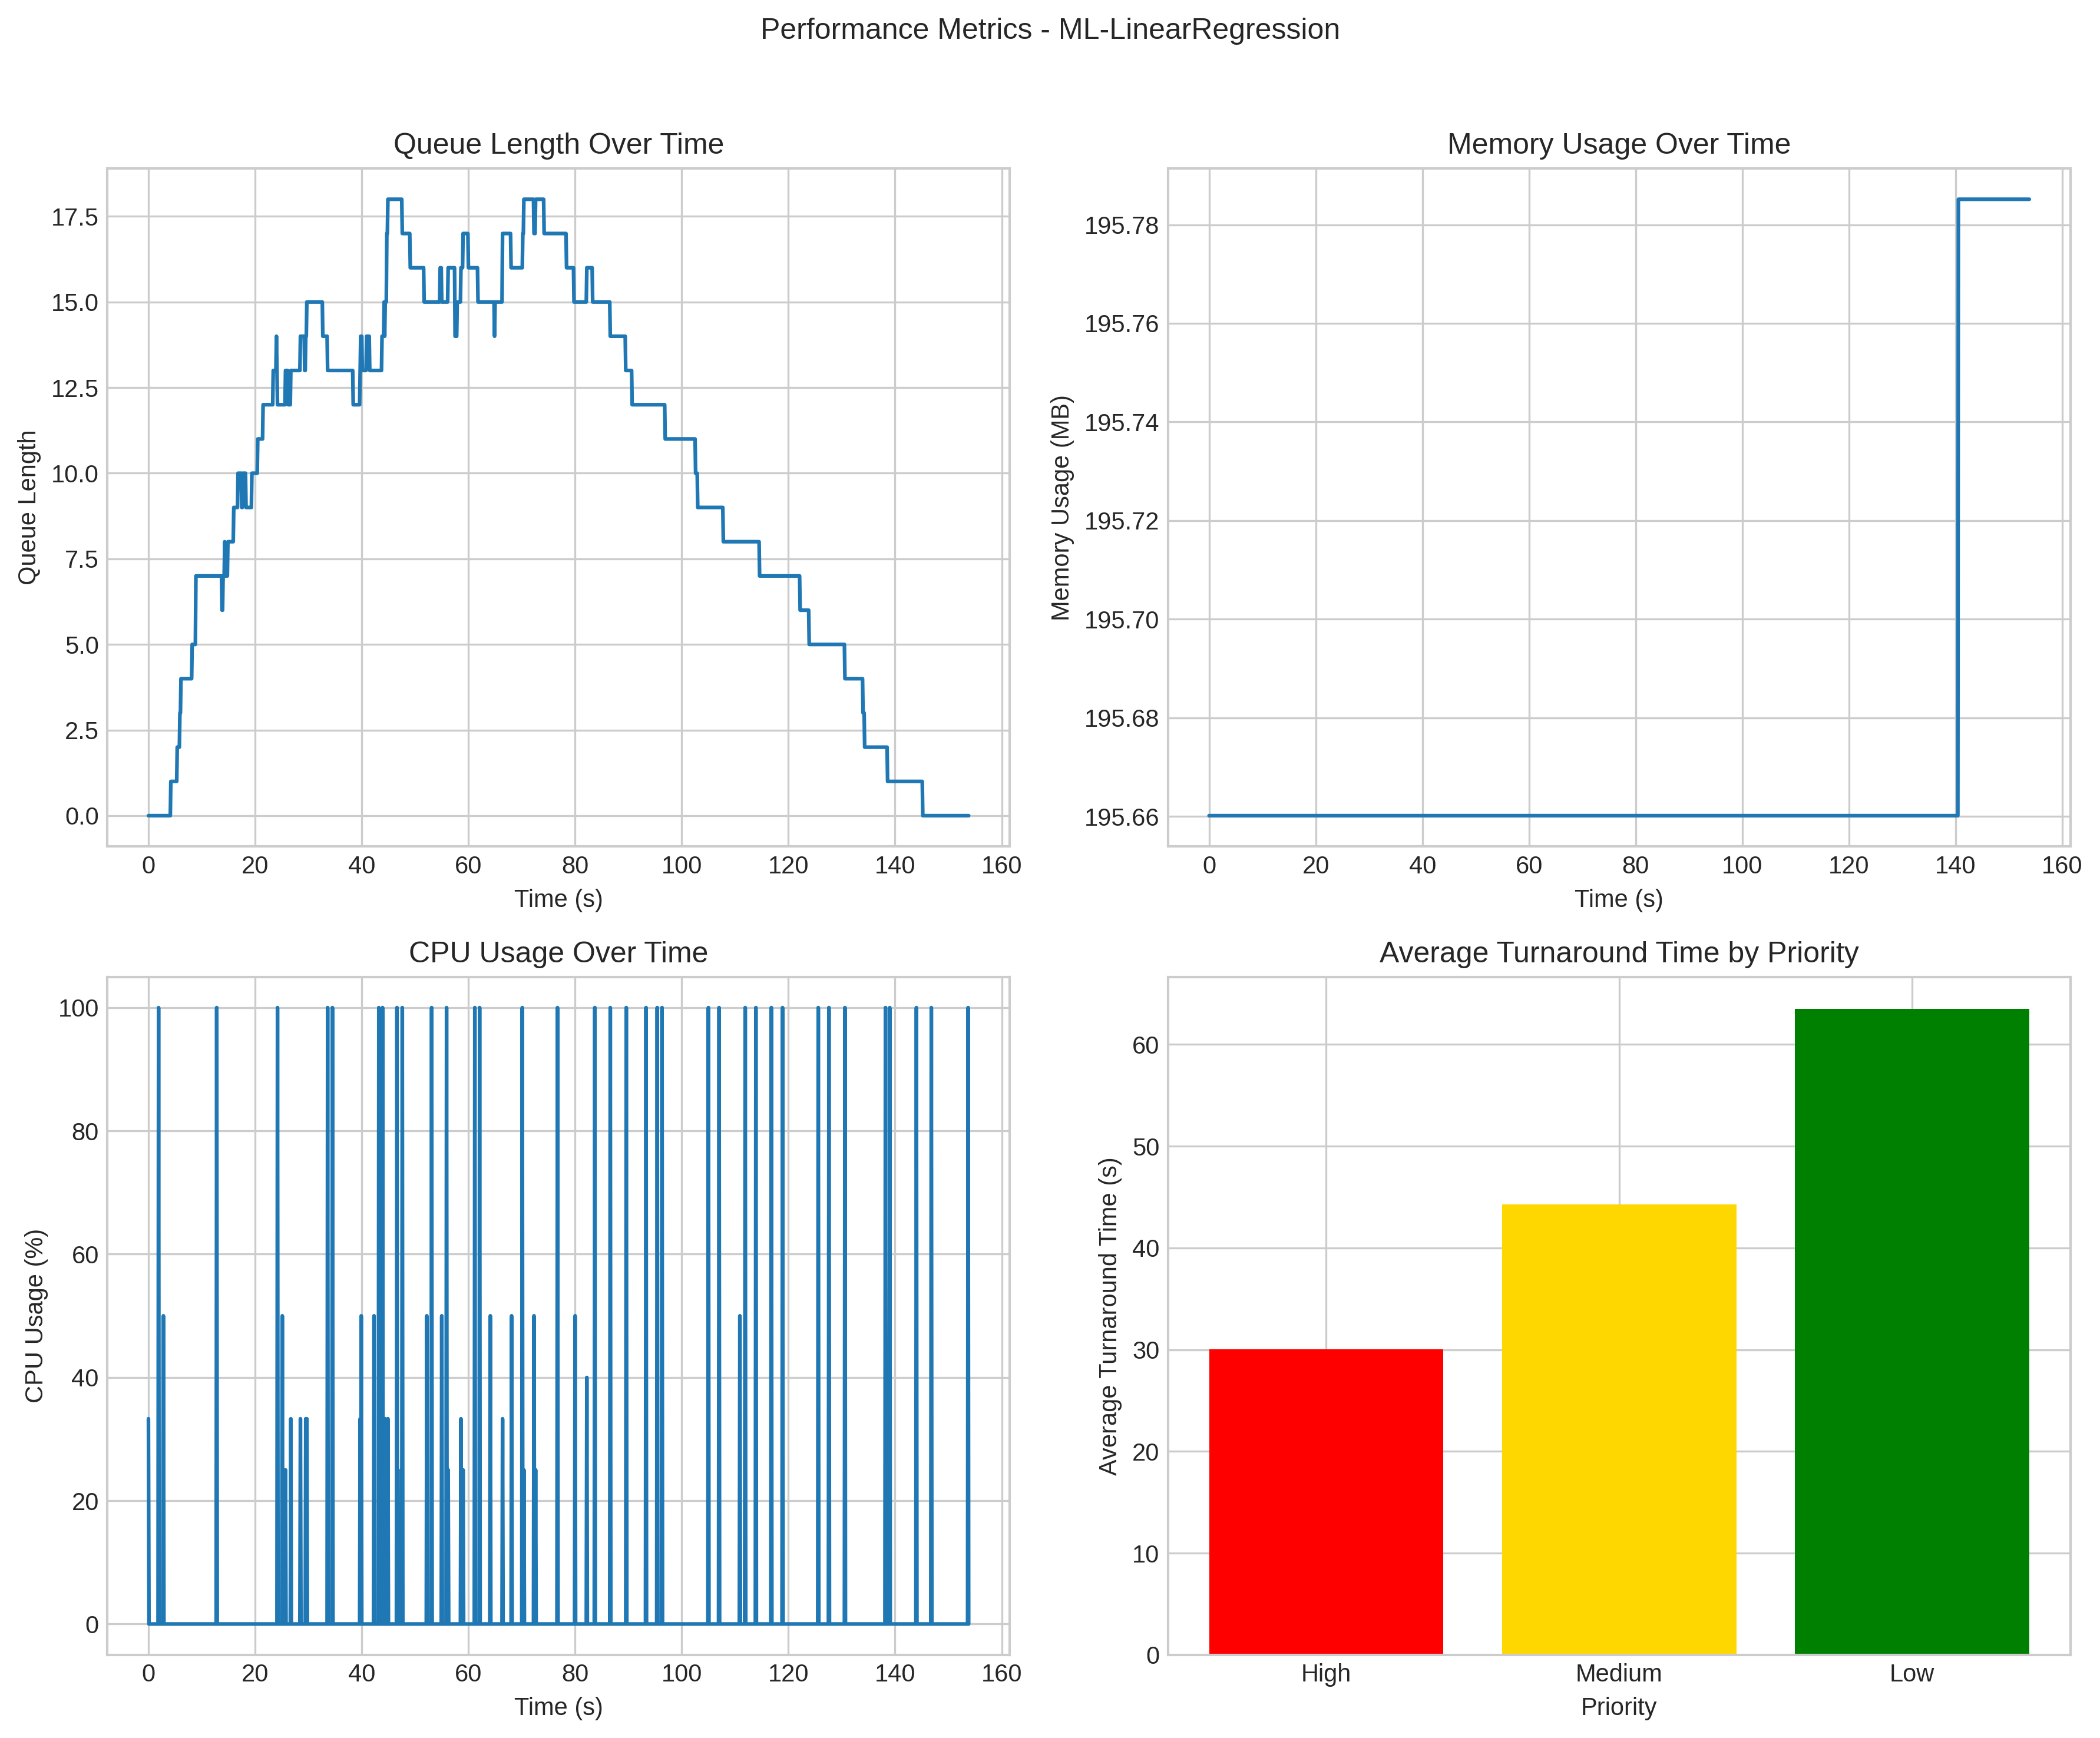 Performance Metrics - ML-LinearRegression
Queue Length Over Time
Queue Length
17.5
15.0
12.5
10.0
7.5
5.0
2.5
0.0
0 20 40 60 80 100 120 140 160
Time (s)
Memory Usage Over Time
Memory Usage (MB)
195.78
195.76
195.74
195.72
195.70
195.68
195.66
0 20 40 60 80 100 120 140 160
Time (s)
CPU Usage Over Time
CPU Usage (%)
100
80
60
40
20
0
0 20 40 60 80 100 120 140 160
Time (s)
Average Turnaround Time by Priority
Average Turnaround Time (s)
60
50
40
30
20
10
0
High Medium Low
Priority